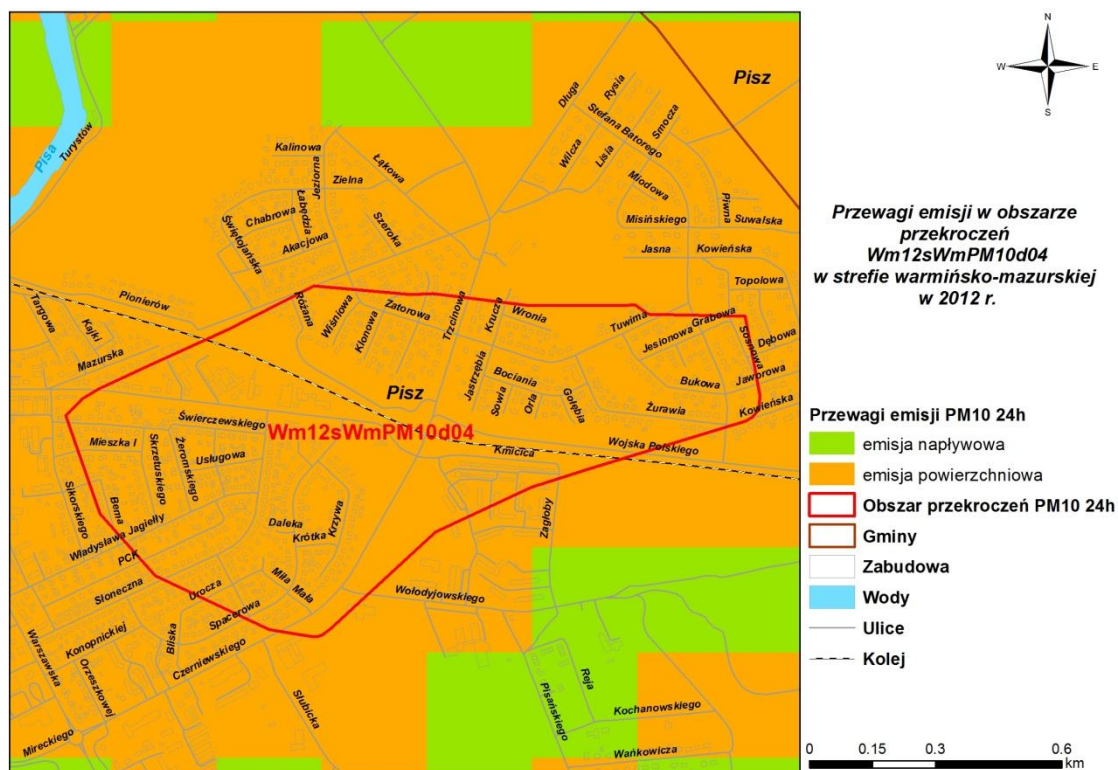 N
W E
S
Przewagi emisji w obszarze
przekroczeń
Wm12sWmPM10d04
w strefie warmińsko-mazurskiej
w 2012 r.
Przewagi emisji PM10 24h
emisja napływowa
emisja powierzchniowa
Obszar przekroczeń PM10 24h
Gminy
Zabudowa
Wody
Ulice
Kolej
0 0.15 0.3 0.6
km
Pisz
Pisa
Turystów
Długa
Rysia
Stefana Batorego
Smocza
Wilcza
Lisia
Miodowa
Misińskiego
Piwna
Suwalska
Jasna
Kowieńska
Topolowa
Kalinowa
Jeziorna
Zielna
Łąkowa
Łabędzia
Chabrowa
Szeroka
Świętojańska
Akacjowa
Pionierów
Targowa
Kajki
Mazurska
Różana
Wiśniowa
Klonowa
Zatorowa
Trzcinowa
Krucza
Wronia
Tuwima
Grabowa
Jesionowa
Sosnowa
Dębowa
Jaworowa
Bukowa
Kowieńska
Pisz
Jastrzębia
Bociania
Sowia
Orla
Gołębia
Żurawia
Świerczewskiego
Wm12sWmPM10d04
Kmicica
Wojska Polskiego
Mieszka I
Skrzetuskiego
Żeromskiego
Usługowa
Sikorskiego
Bema
Władysława Jagiełły
PCK
Daleka
Krótka
Krzywa
Zagłoby
Słoneczna
Urocza
Miła
Mała
Wołodyjowskiego
Spacerowa
Konopnickiej
Bliska
Czerniewskiego
Warszawska
Orzeszkowej
Mireckiego
Słubicka
Pisańskiego
Reja
Kochanowskiego
Wańkowicza